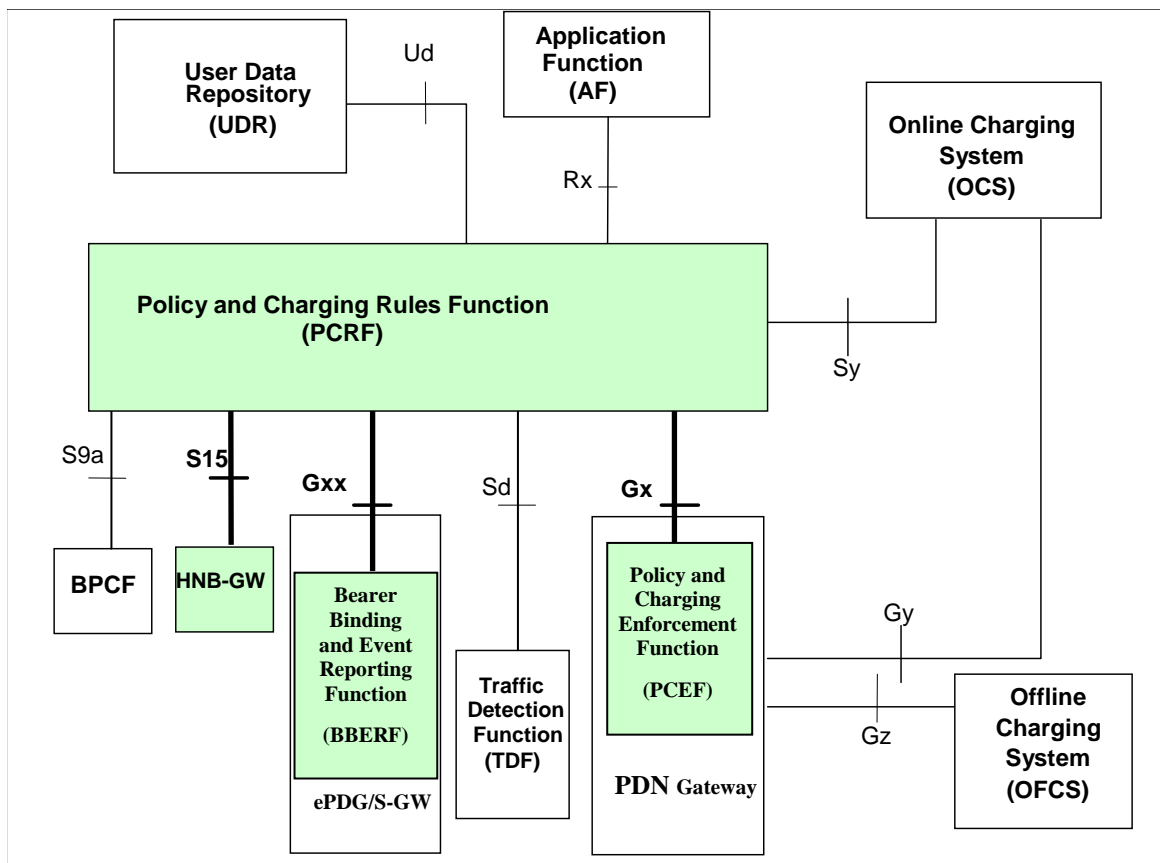 User Data
Repository
(UDR)
Ud
Application
Function
(AF)
Rx
Online Charging
System
(OCS)
Policy and Charging Rules Function
(PCRF)
Sy
S9a
S15
Gxx
Sd
Gx
BPCF
HNB-GW
Bearer
Binding
and Event
Reporting
Function
(BBERF)
ePDG/S-GW
Traffic
Detection
Function
(TDF)
Policy and
Charging
Enforcement
Function
(PCEF)
PDN Gateway
Gy
Gz
Offline
Charging
System
(OFCS)